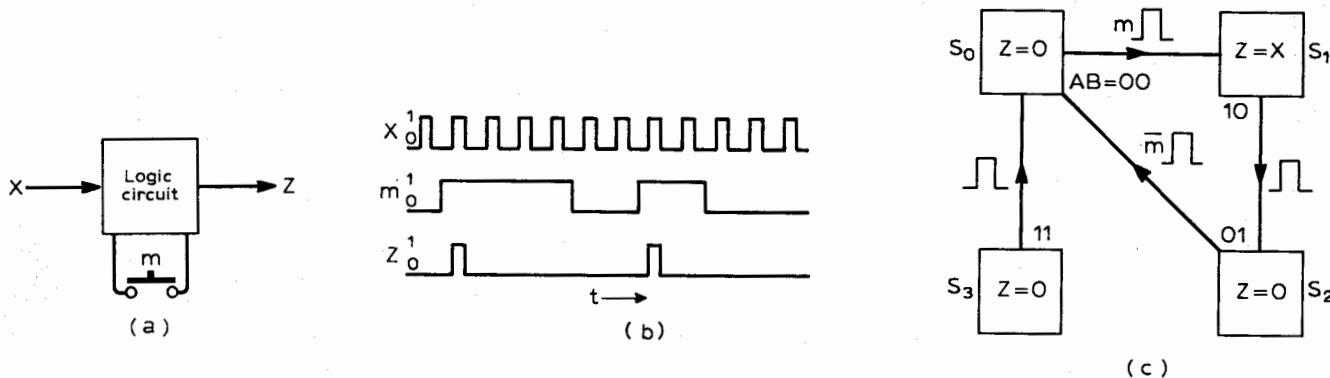 X
Logic
circuit
Z
m
(a)
X 1
0
m 1
0
Z 1
0
t
(b)
S0
Z=0
m
Z=X
S1
AB=00
10
m̅
11
01
S3
Z=0
Z=0
S2
(c)